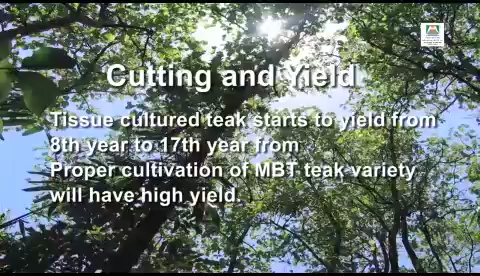 Cutting and Yield
Tissue cultured teak starts to yield from
8th year to 17th year from
Proper cultivation of MBT teak variety
will have high yield.